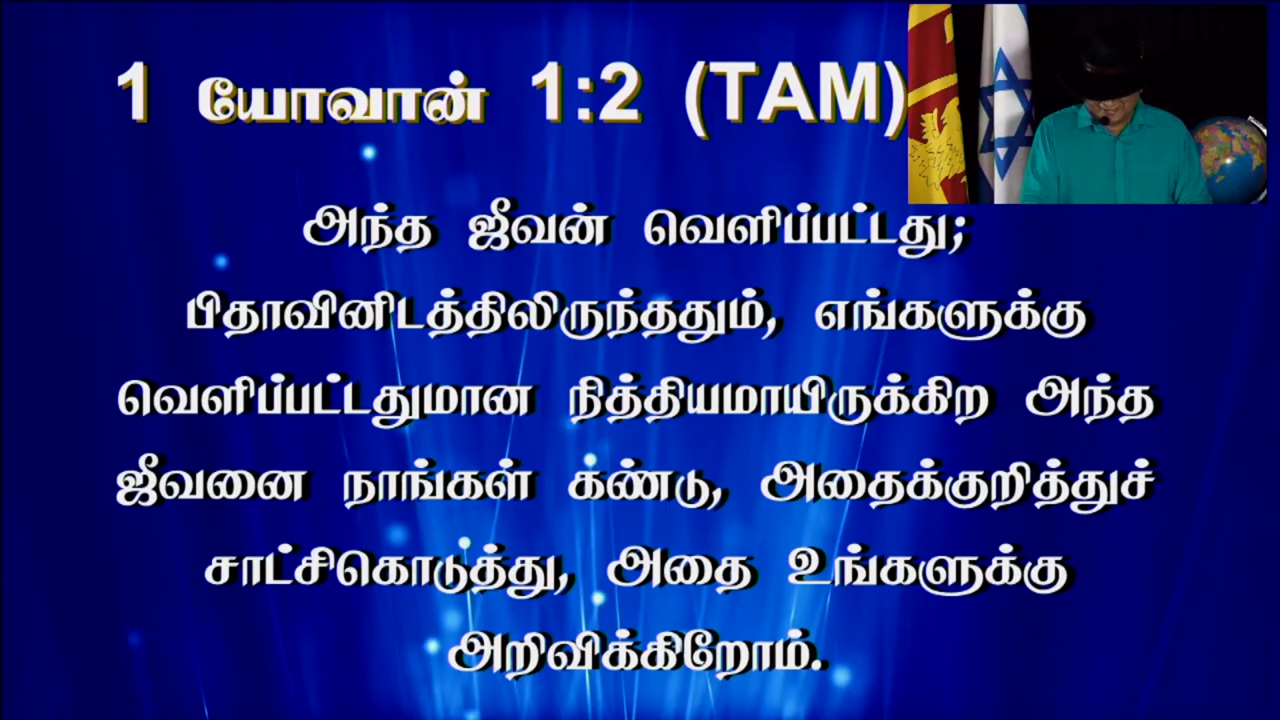 1 யோவான் 1:2 (TAM)
அந்த ஜீவன் வெளிப்பட்டது;
பிதாவினிடத்திலிருந்ததும், எங்களுக்கு
வெளிப்பட்டதுமான நித்தியமாயிருக்கிற அந்த
ஜீவனை நாங்கள் கண்டு, அதைக்குறித்துச்
சாட்சிகொடுத்து, அதை உங்களுக்கு
அறிவிக்கிறோம்.